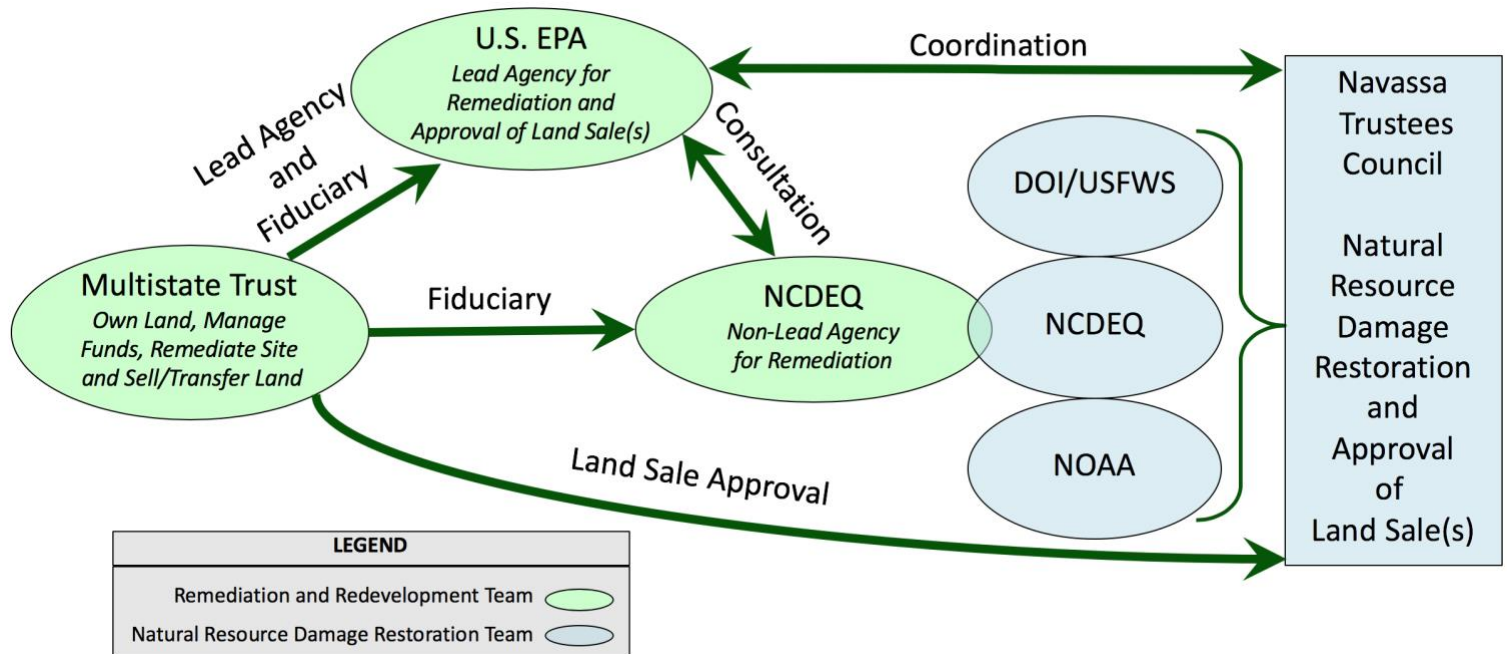 U.S. EPA
Lead Agency for
Remediation and
Approval of Land Sale(s)
Coordination
Lead Agency
and
Fiduciary
Consultation
Navassa
Trustees
Council
Natural
Resource
Damage
Restoration
and
Approval
of
Land Sale(s)
DOI/USFWS
Multistate Trust
Own Land, Manage
Funds, Remediate Site
and Sell/Transfer Land
Fiduciary
NCDEQ
Non-Lead Agency
for Remediation
NCDEQ
NOAA
Land Sale Approval
LEGEND
Remediation and Redevelopment Team
Natural Resource Damage Restoration Team